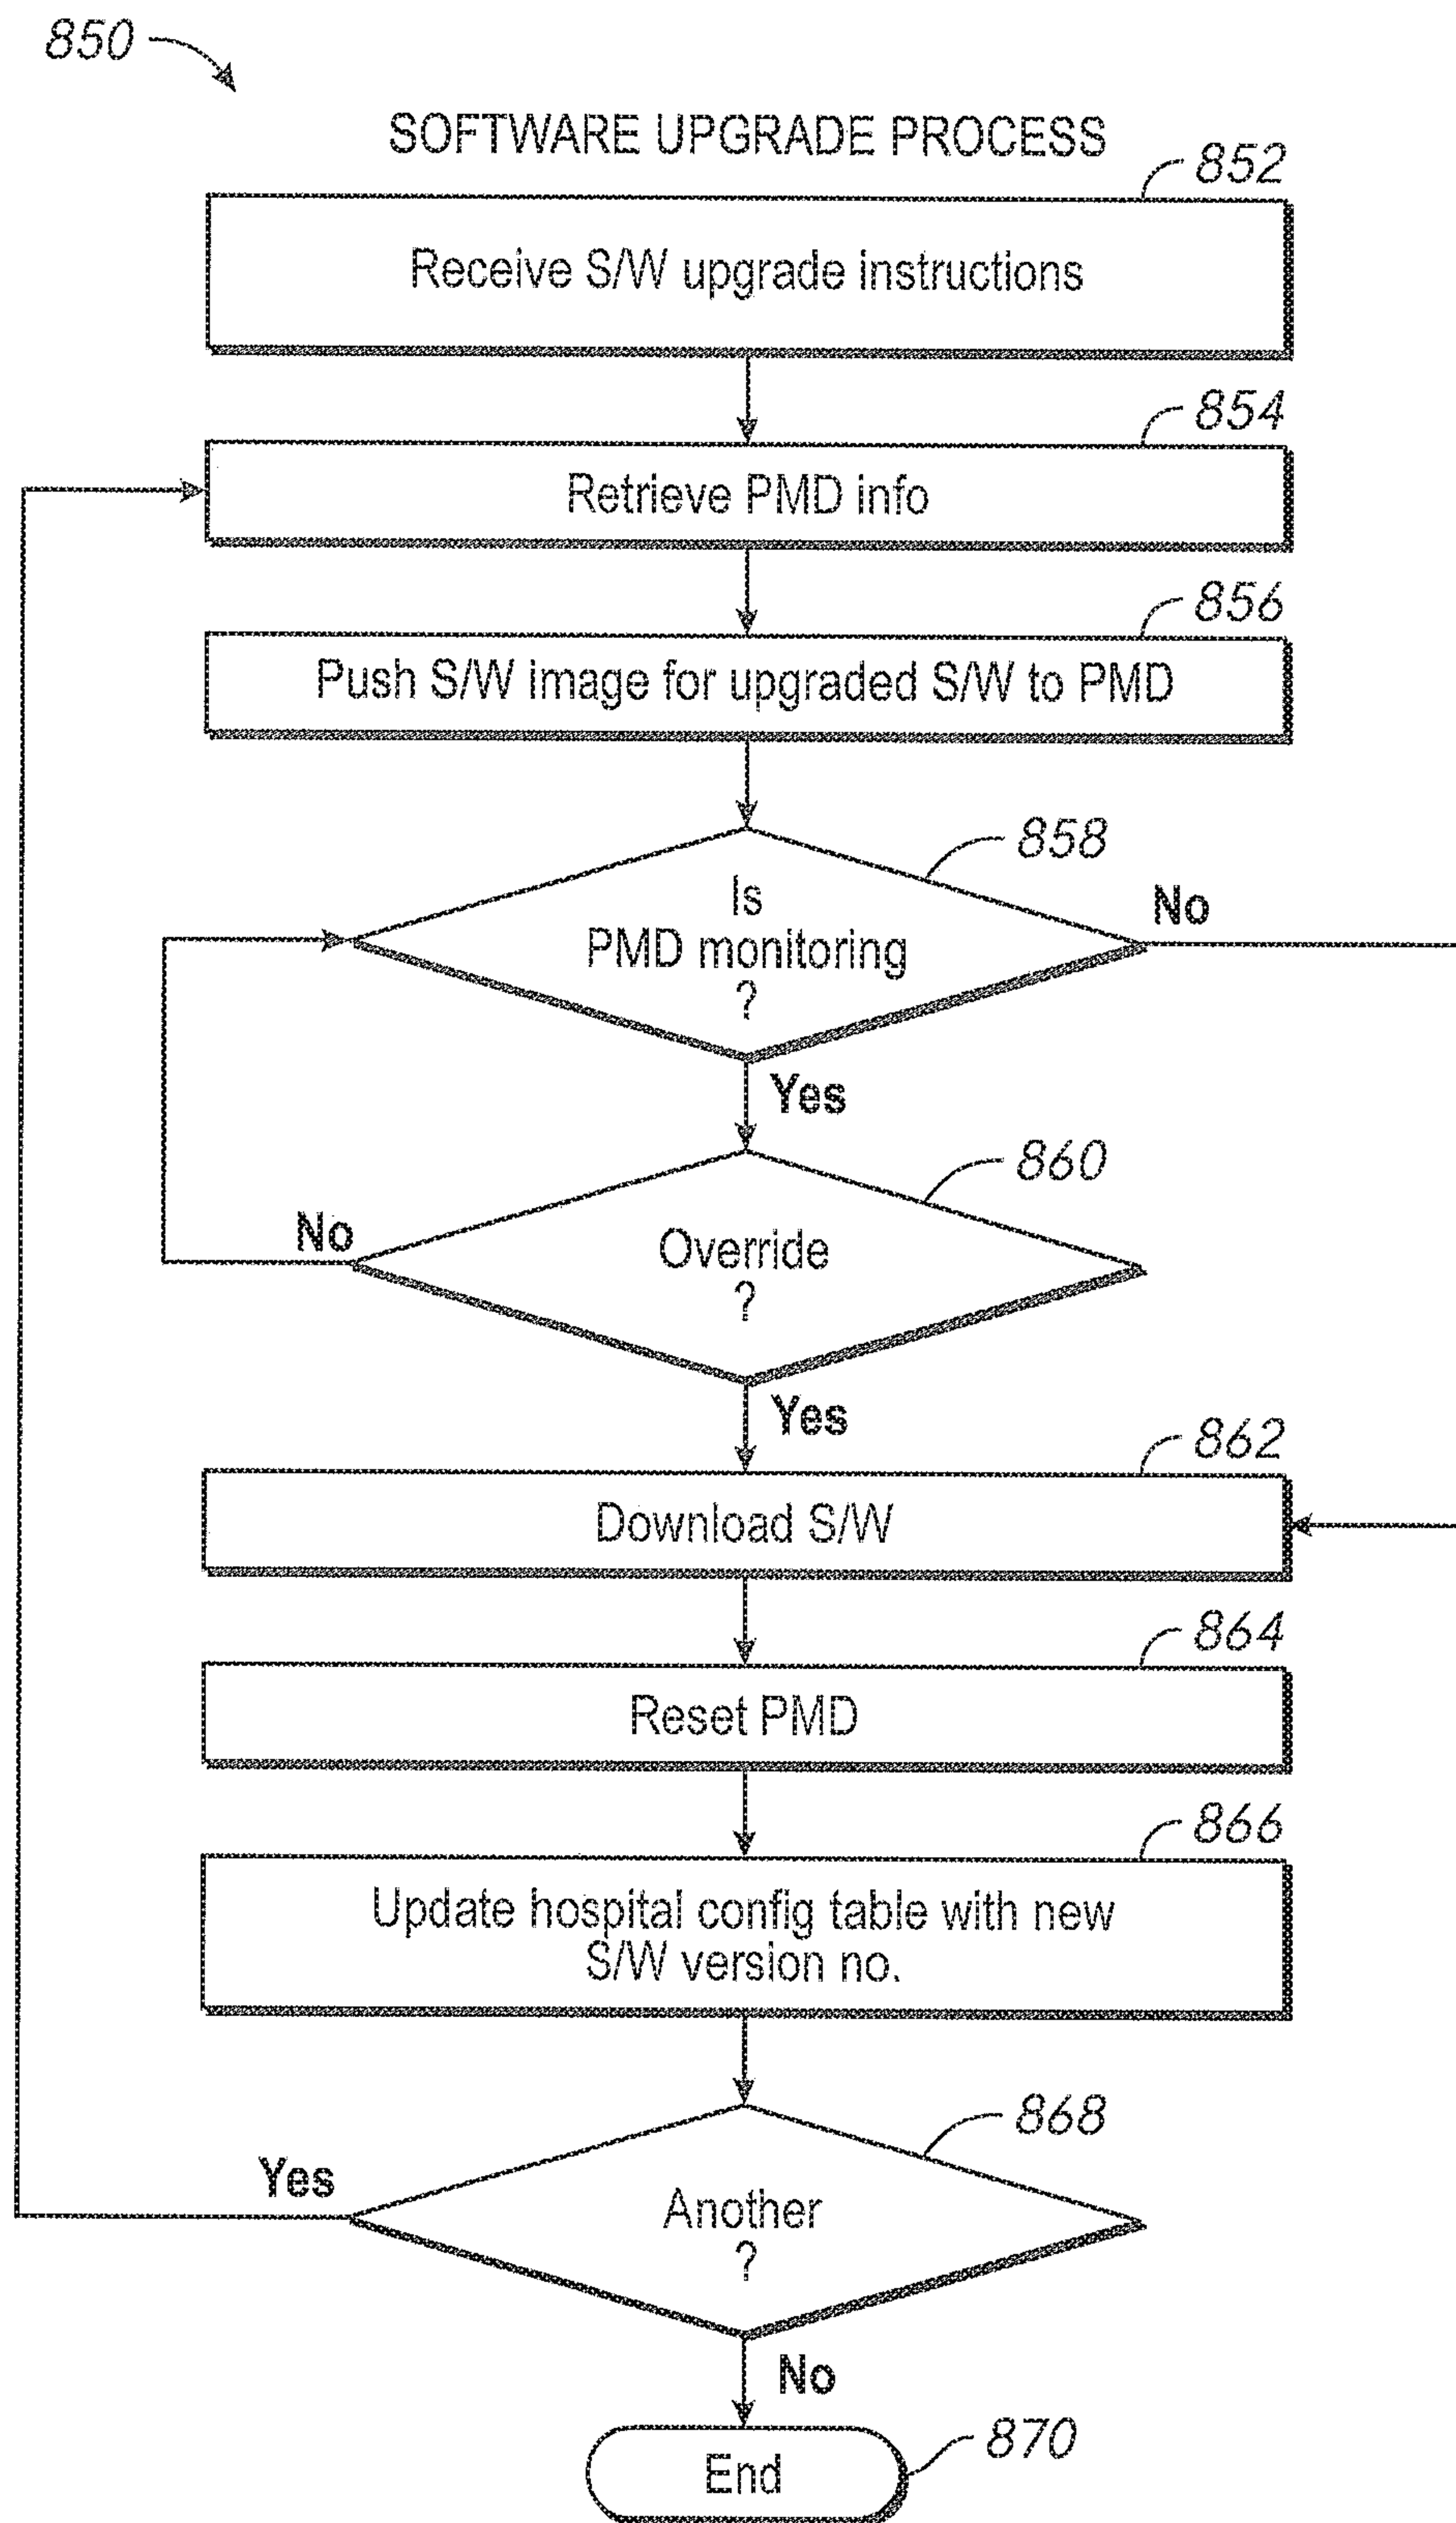 850
SOFTWARE UPGRADE PROCESS
852
Receive S/W upgrade instructions
854
Retrieve PMD info
856
Push S/W image for upgraded S/W to PMD
858
Is
PMD monitoring
?
No
Yes
860
Override
?
No
Yes
862
Download S/W
864
Reset PMD
866
Update hospital config table with new
S/W version no.
868
Another
?
Yes
No
End
870